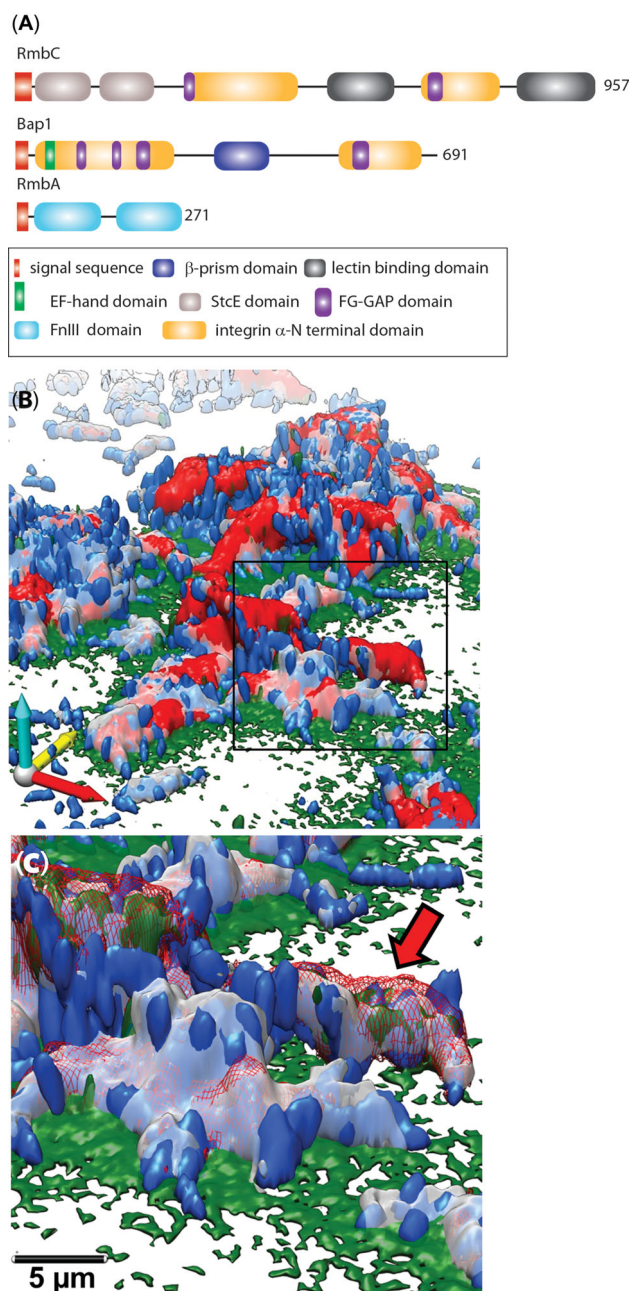 (A)
RmbC
957
Bap1
691
RmbA
271
signal sequence β-prism domain lectin binding domain
EF-hand domain StcE domain FG-GAP domain
FnIII domain integrin α-N terminal domain
(B)
(C)
5 μm